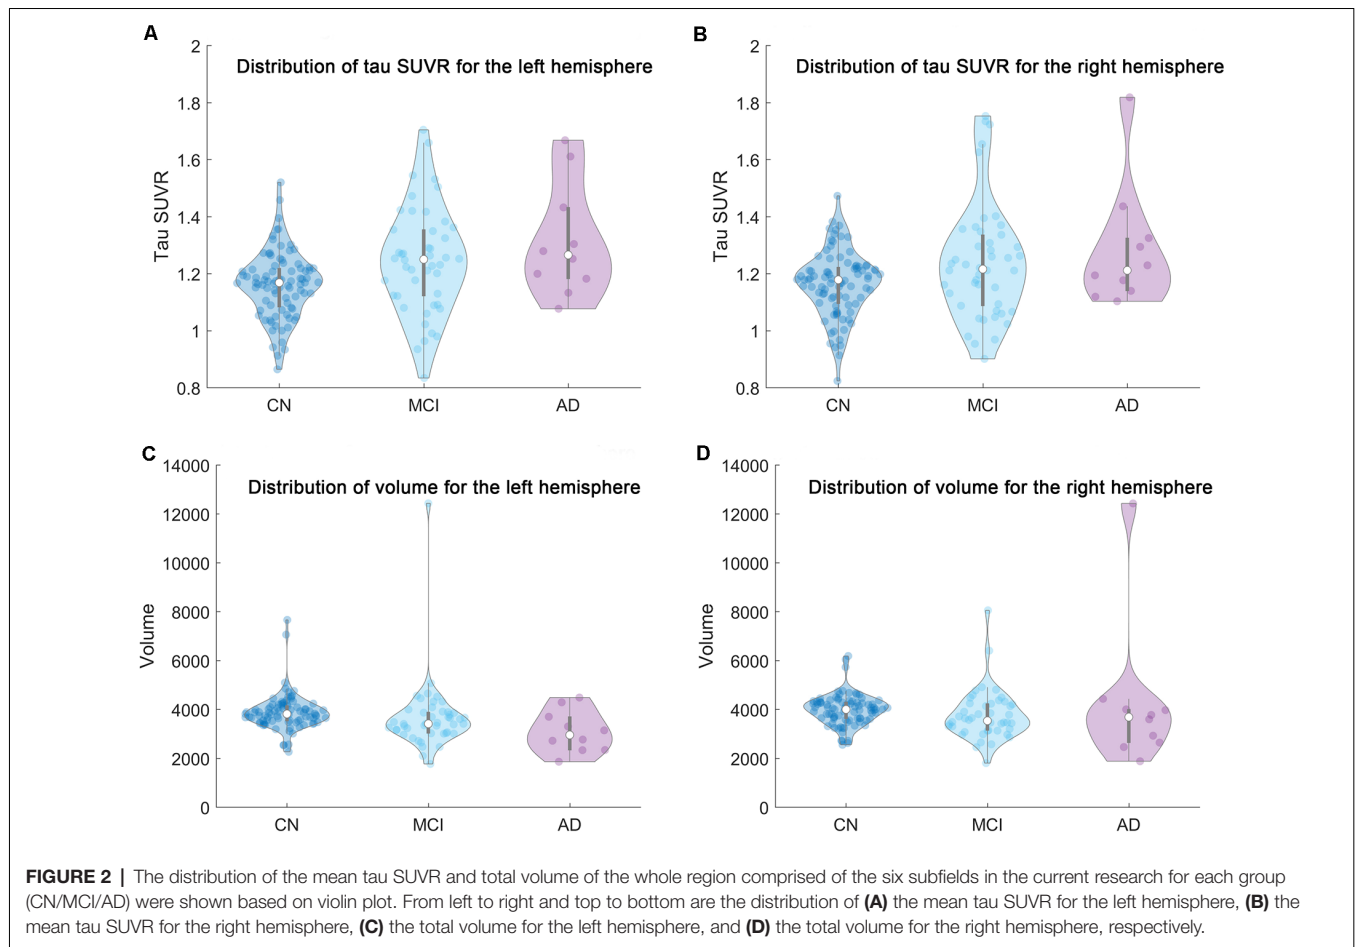 A
Distribution of tau SUVR for the left hemisphere
Tau SUVR
2
1.8
1.6
1.4
1.2
1
0.8
CN MCI AD
B
Distribution of tau SUVR for the right hemisphere
Tau SUVR
2
1.8
1.6
1.4
1.2
1
0.8
CN MCI AD
C
Distribution of volume for the left hemisphere
Volume
14000
12000
10000
8000
6000
4000
2000
0
CN MCI AD
D
Distribution of volume for the right hemisphere
Volume
14000
12000
10000
8000
6000
4000
2000
0
CN MCI AD
FIGURE 2 | The distribution of the mean tau SUVR and total volume of the whole region comprised of the six subfields in the current research for each group
(CN/MCI/AD) were shown based on violin plot. From left to right and top to bottom are the distribution of (A) the mean tau SUVR for the left hemisphere, (B) the
mean tau SUVR for the right hemisphere, (C) the total volume for the left hemisphere, and (D) the total volume for the right hemisphere, respectively.